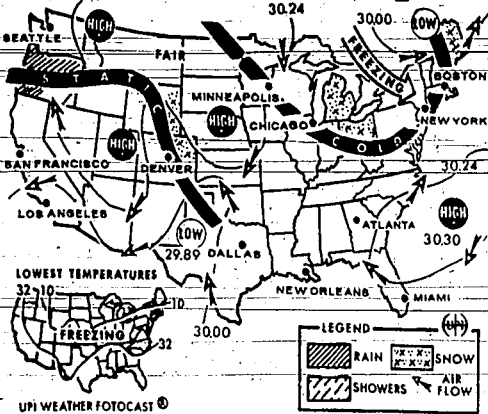 30.24
30.00
LOW
HIGH
SEATTLE
FAIR
FREEZING
BOSTON
STATIC
MINNEAPOLIS
NEW YORK
CHICAGO
HIGH
COLD
HIGH
SAN FRANCISCO
DENVER
30.24
LOS ANGELES
HIGH
LOW
ATLANTA
30.30
29.89
DALLAS
LOWEST TEMPERATURES
NEW ORLEANS
MIAMI
32 10
10
FREEZING
30.00
32
LEGEND
UPI
RAIN
SNOW
SHOWERS
AIR
FLOW
UPI WEATHER FOTOCAST ®